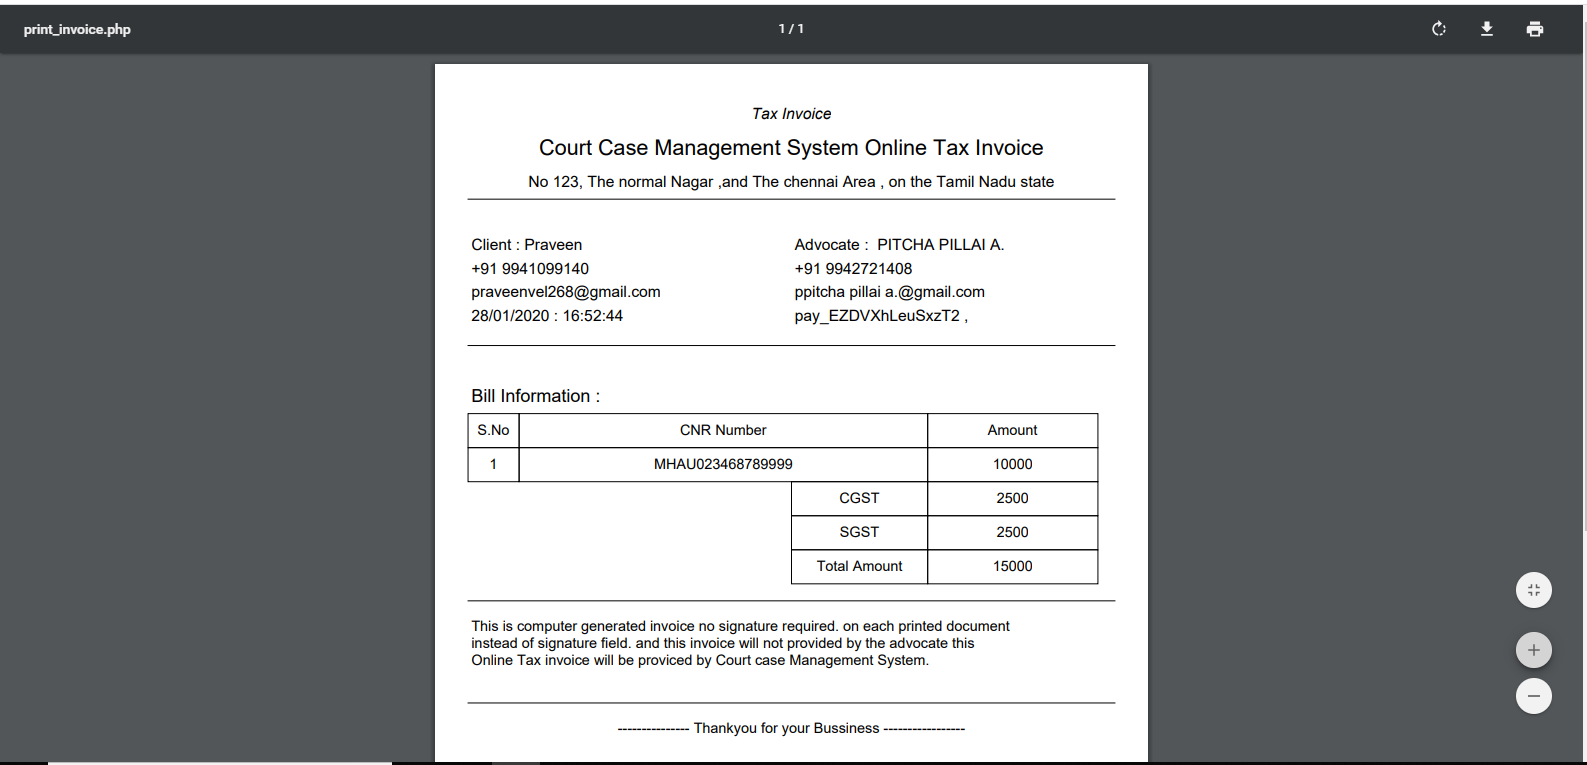 print_invoice.php
1 / 1
Tax Invoice
Court Case Management System Online Tax Invoice
No 123, The normal Nagar ,and The chennai Area , on the Tamil Nadu state
Client : Praveen
+91 9941099140
praveenvel268@gmail.com
28/01/2020 : 16:52:44
Advocate :  PITCHA PILLAI A.
+91 9942721408
ppitcha pillai a.@gmail.com
pay_EZDVXhLeuSxzT2 ,
Bill Information :
S.No CNR Number Amount
1 MHAU023468789999 10000
CGST 2500
SGST 2500
Total Amount 15000
This is computer generated invoice no signature required. on each printed document
instead of signature field. and this invoice will not provided by the advocate this
Online Tax invoice will be proviced by Court case Management System.
--------------- Thankyou for your Bussiness -----------------